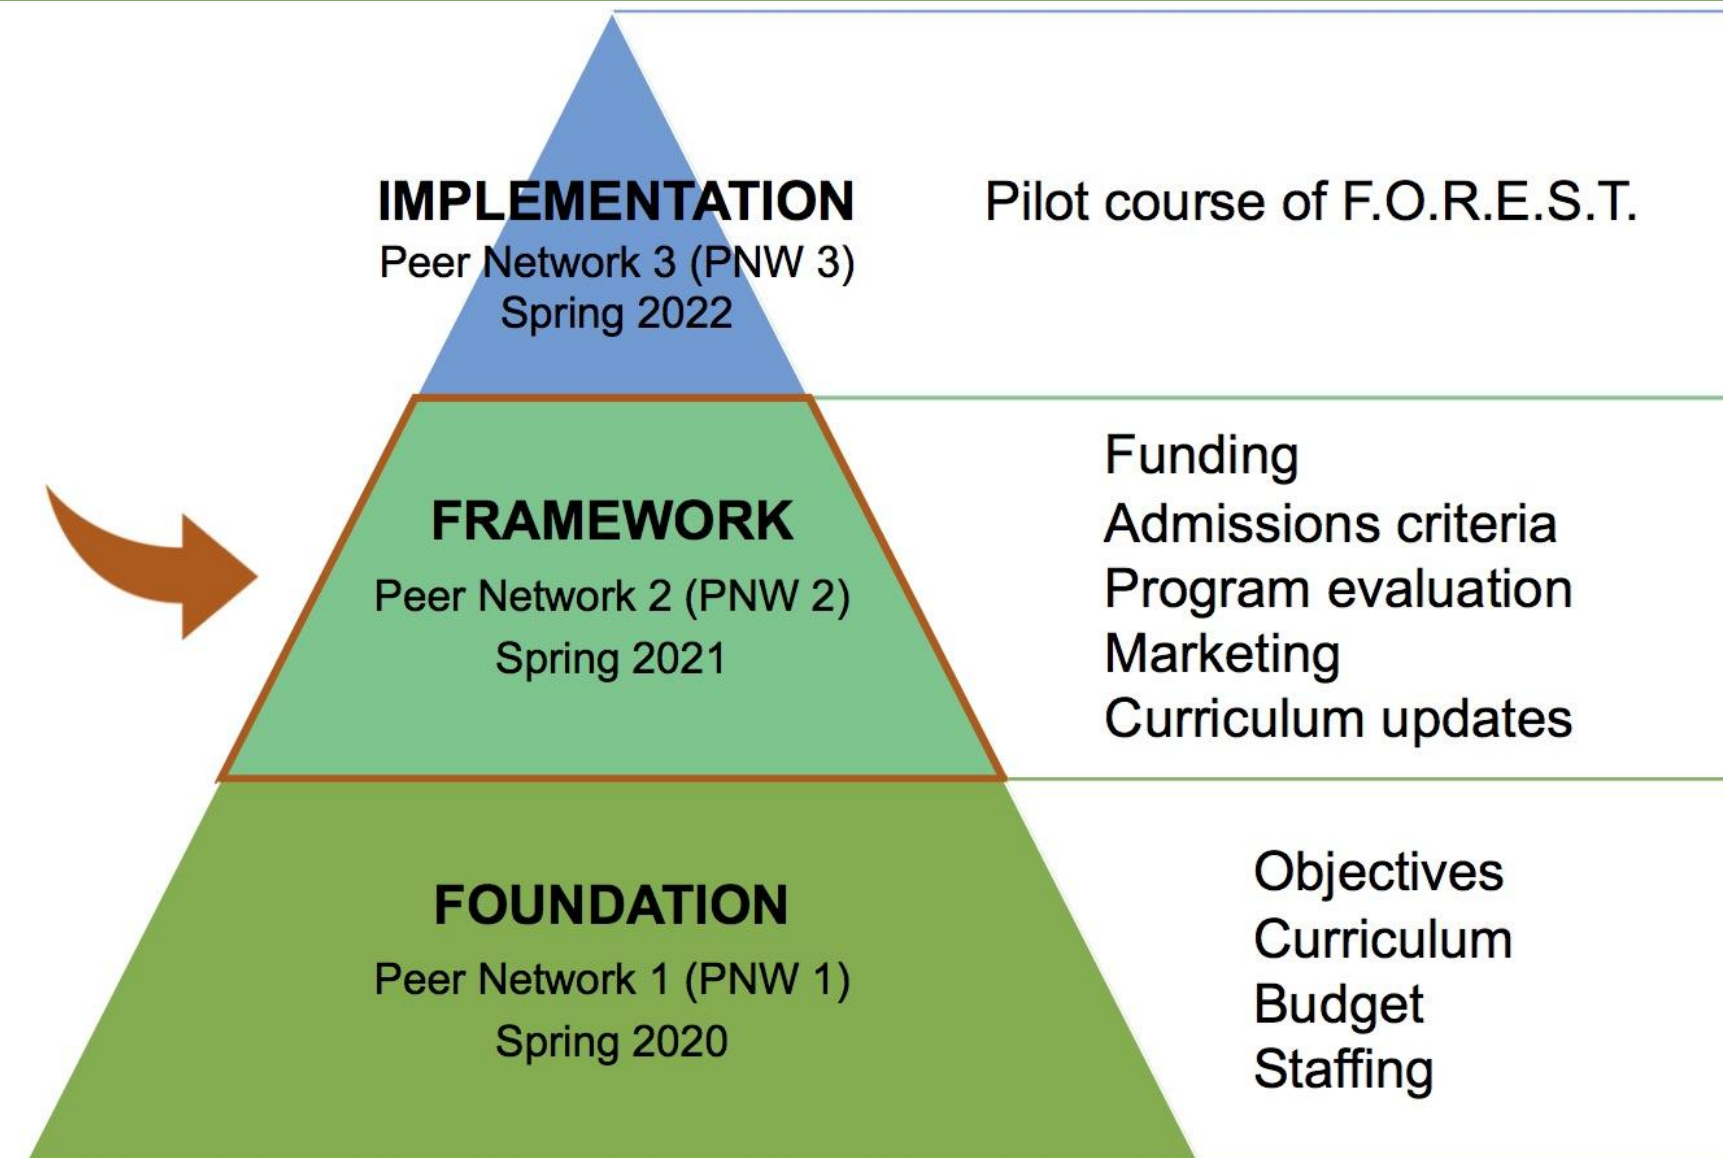 IMPLEMENTATION
Peer Network 3 (PNW 3)
Spring 2022
Pilot course of F.O.R.E.S.T.
FRAMEWORK
Peer Network 2 (PNW 2)
Spring 2021
Funding
Admissions criteria
Program evaluation
Marketing
Curriculum updates
FOUNDATION
Peer Network 1 (PNW 1)
Spring 2020
Objectives
Curriculum
Budget
Staffing